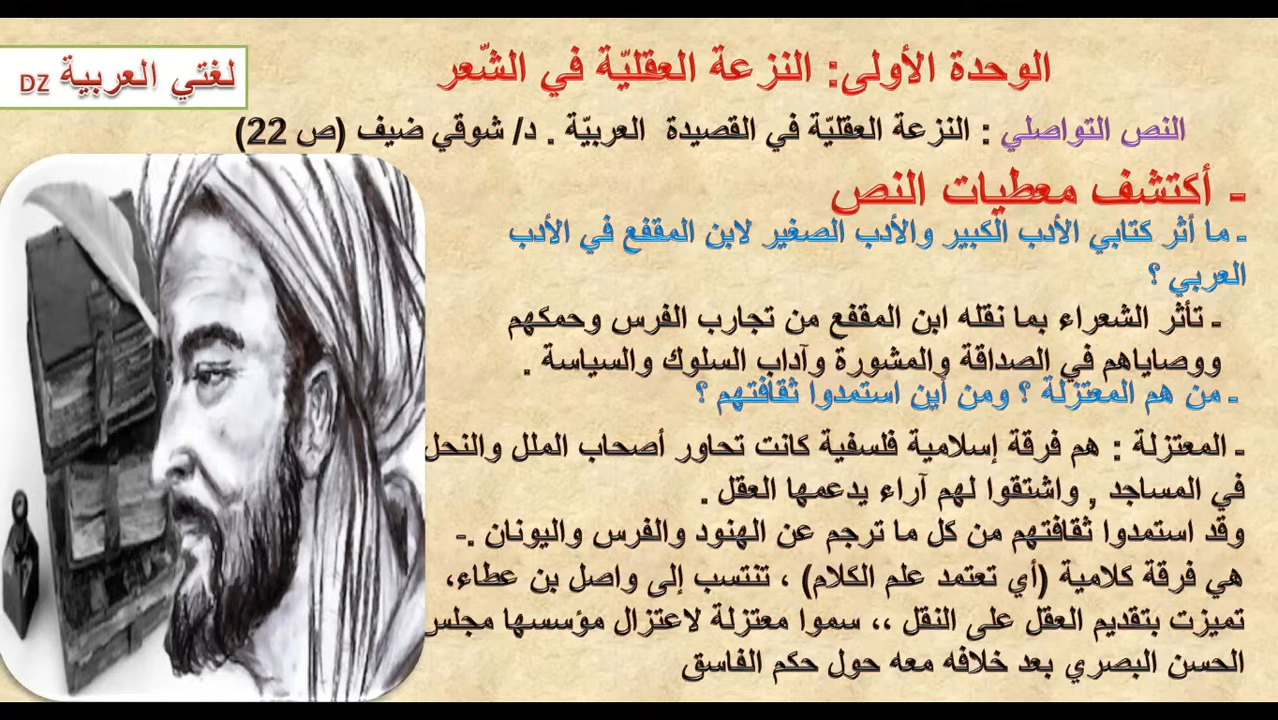 الوحدة الأولى: النزعة العقليّة في الشّعر
لغتي العربية DZ
النص التواصلي : النزعة العقليّة في القصيدة العربيّة . د/ شوقي ضيف (ص 22)
- أكتشف معطيات النص
- ما أثر كتابي الأدب الكبير والأدب الصغير لابن المقفع في الأدب
العربي ؟
- تأثر الشعراء بما نقله ابن المقفع من تجارب الفرس وحمكهم
ووصاياهم في الصداقة والمشورة وآداب السلوك والسياسة .
- من هم المعتزلة ؟ ومن أين استمدوا ثقافتهم ؟
- المعتزلة : هم فرقة إسلامية فلسفية كانت تحاور أصحاب الملل والنحل
في المساجد , واشتقوا لهم آراء يدعمها العقل .
وقد استمدوا ثقافتهم من كل ما ترجم عن الهنود والفرس واليونان .-
هي فرقة كلامية (أي تعتمد علم الكلام) ، تنتسب إلى واصل بن عطاء،
تميزت بتقديم العقل على النقل ،، سموا معتزلة لاعتزال مؤسسها مجلس
الحسن البصري بعد خلافه معه حول حكم الفاسق